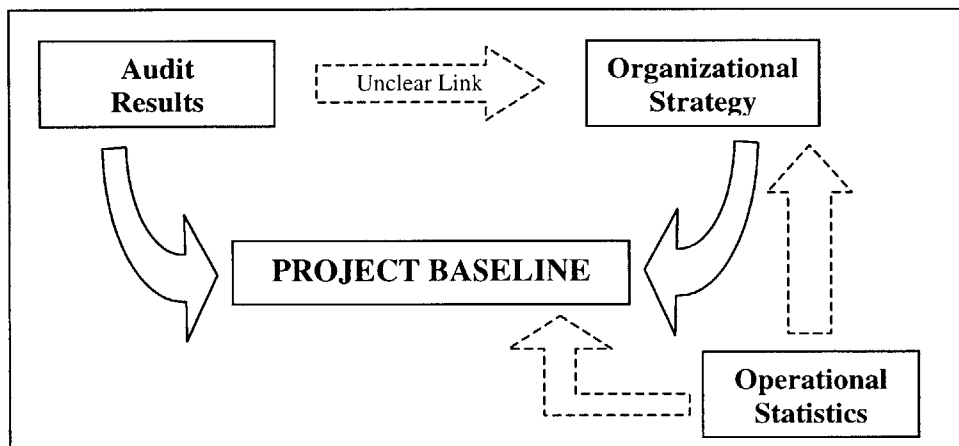 Audit
Results
Unclear Link
Organizational
Strategy
PROJECT BASELINE
Operational
Statistics